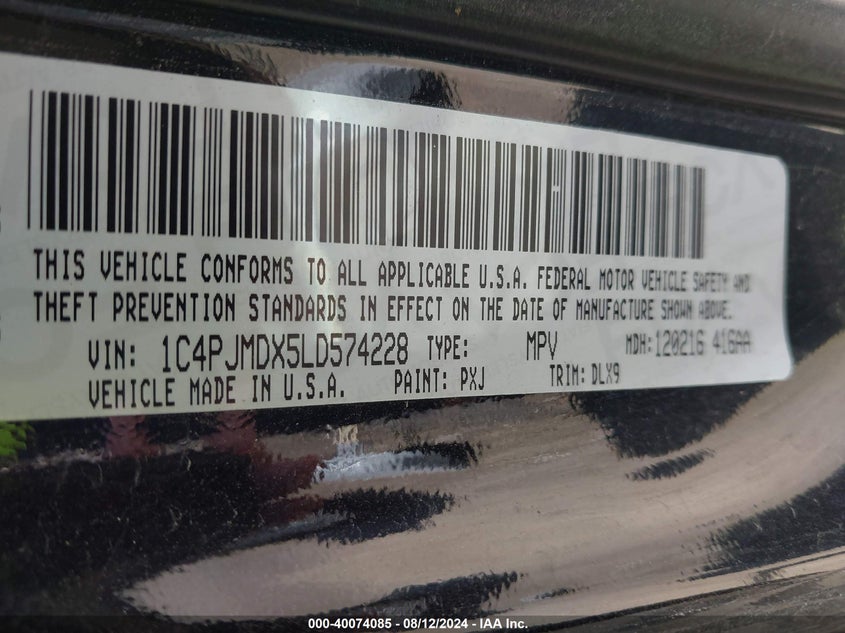 THIS VEHICLE CONFORMS TO ALL APPLICABLE U.S.A. FEDERAL MOTOR VEHICLE SAFETY AND
THEFT PREVENTION STANDARDS IN EFFECT ON THE DATE OF MANUFACTURE SHOWN ABOVE.
VIN: 1C4PJMDX5LD574228 TYPE: MPV MDH:120216 416AA
VEHICLE MADE IN U.S.A. PAINT: PXJ TRIM: DLX9
000-40074085 - 08/12/2024 - IAA Inc.